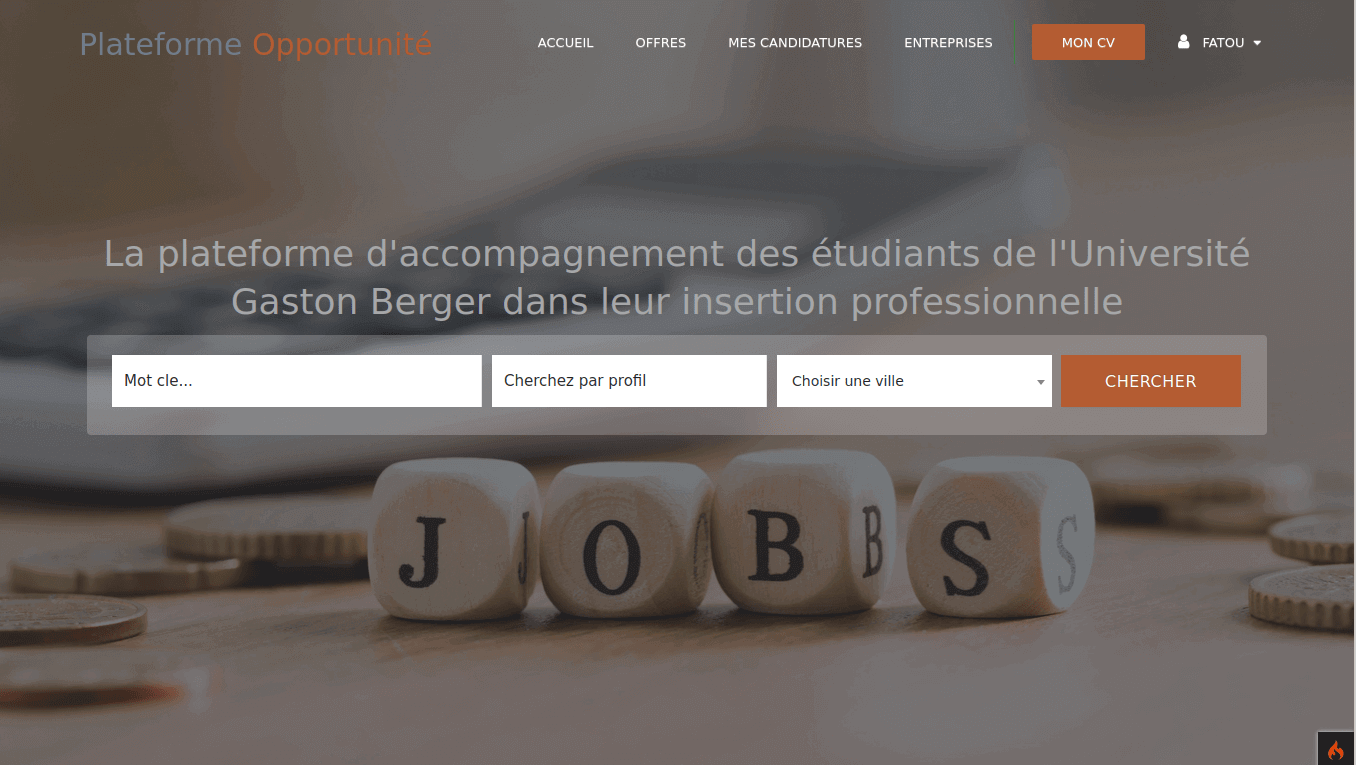 Plateforme Opportunité
ACCUEIL
OFFRES
MES CANDIDATURES
ENTREPRISES
MON CV
FATOU
La plateforme d'accompagnement des étudiants de l'Université
Gaston Berger dans leur insertion professionnelle
Mot cle...
Cherchez par profil
Choisir une ville
CHERCHER
J O B S